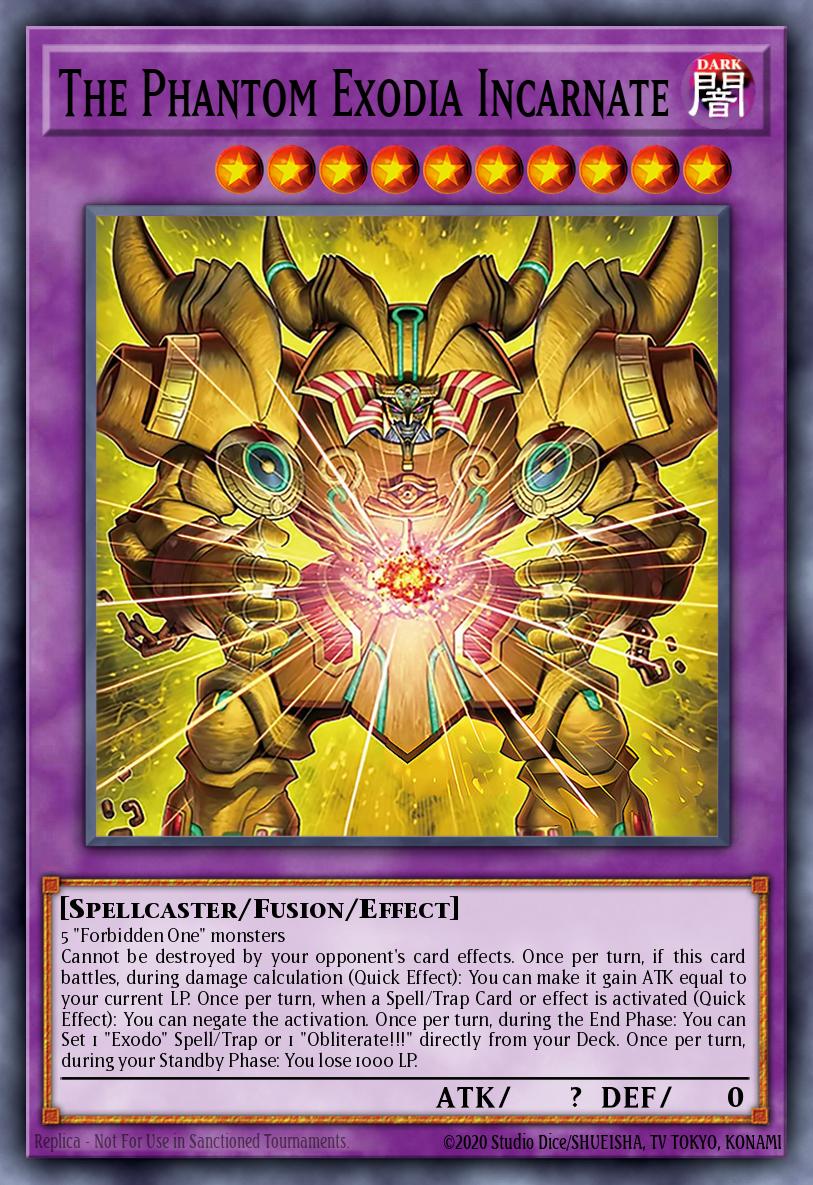 The Phantom Exodia Incarnate
DARK
闇
[Spellcaster/Fusion/Effect]
5 "Forbidden One" monsters
Cannot be destroyed by your opponent's card effects. Once per turn, if this card
battles, during damage calculation (Quick Effect): You can make it gain ATK equal to
your current LP. Once per turn, when a Spell/Trap Card or effect is activated (Quick
Effect): You can negate the activation. Once per turn, during the End Phase: You can
Set 1 "Exodo" Spell/Trap or 1 "Obliterate!!!" directly from your Deck. Once per turn,
during your Standby Phase: You lose 1000 LP.
ATK/ ? DEF/ 0
Replica - Not For Use in Sanctioned Tournaments.
©2020 Studio Dice/SHUEISHA, TV TOKYO, KONAMI